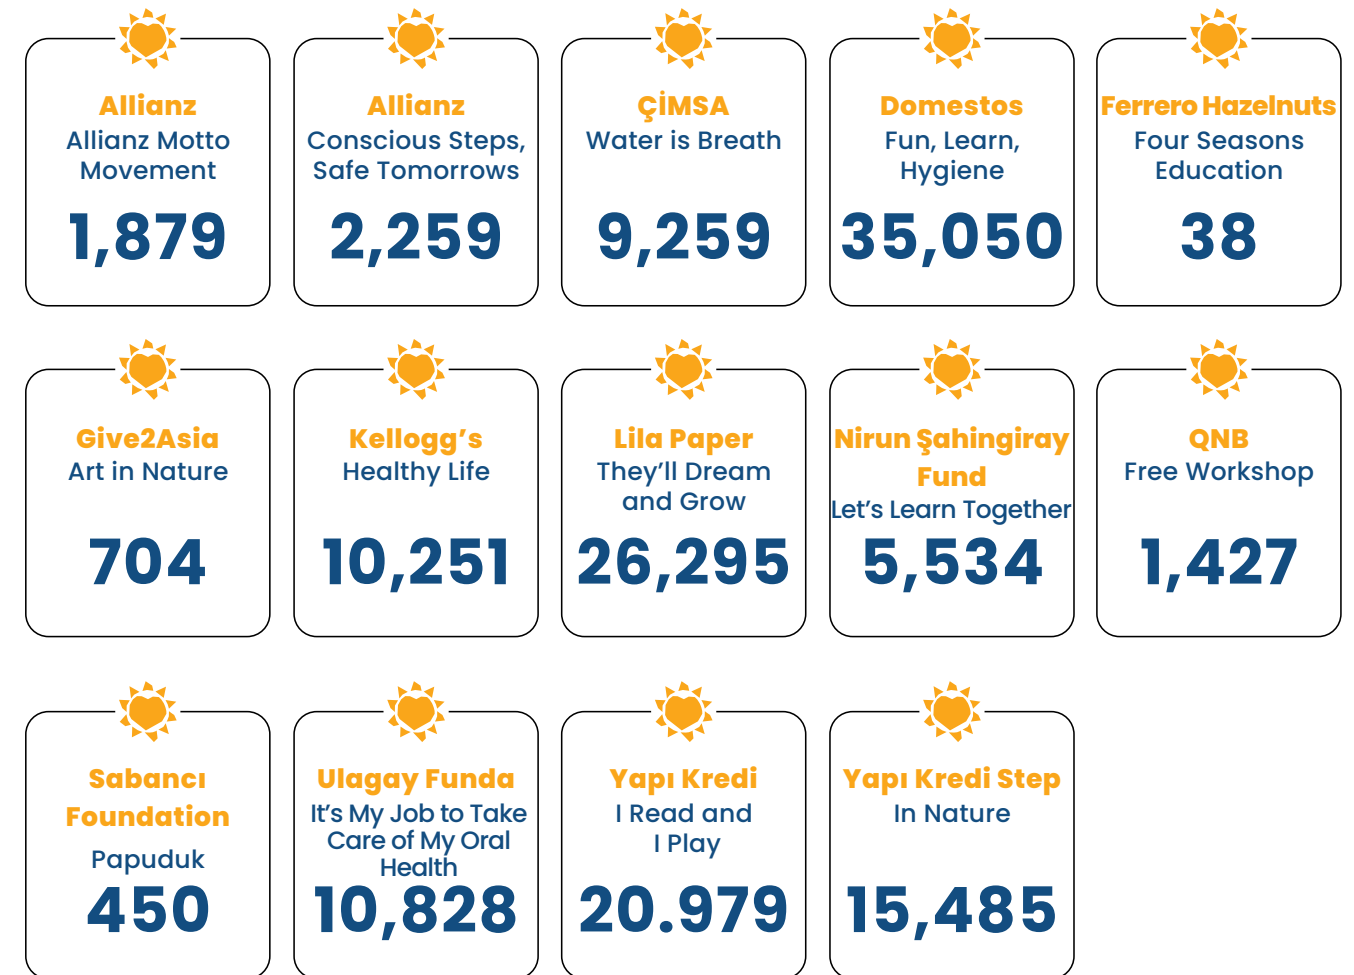 Allianz
Allianz Motto
Movement
1,879
Allianz
Conscious Steps,
Safe Tomorrows
2,259
ÇİMSA
Water is Breath
9,259
Domestos
Fun, Learn,
Hygiene
35,050
Ferrero Hazelnuts
Four Seasons
Education
38
Give2Asia
Art in Nature
704
Kellogg’s
Healthy Life
10,251
Lila Paper
They’ll Dream
and Grow
26,295
Nirun Şahingiray
Fund
Let’s Learn Together
5,534
QNB
Free Workshop
1,427
Sabancı
Foundation
Papuduk
450
Ulagay Funda
It’s My Job to Take
Care of My Oral
Health
10,828
Yapı Kredi
I Read and
I Play
20.979
Yapı Kredi Step
In Nature
15,485